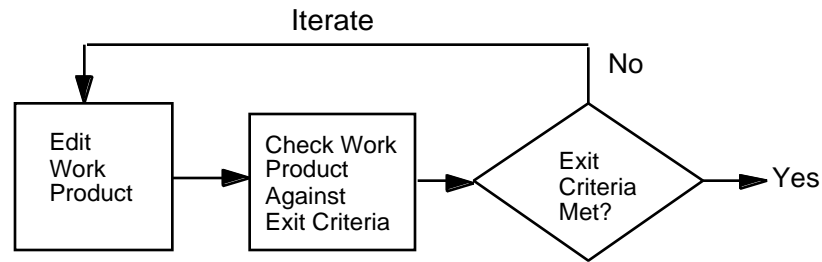 Iterate
No
Edit
Work
Product
Check Work
Product
Against
Exit Criteria
Exit
Criteria
Met?
Yes